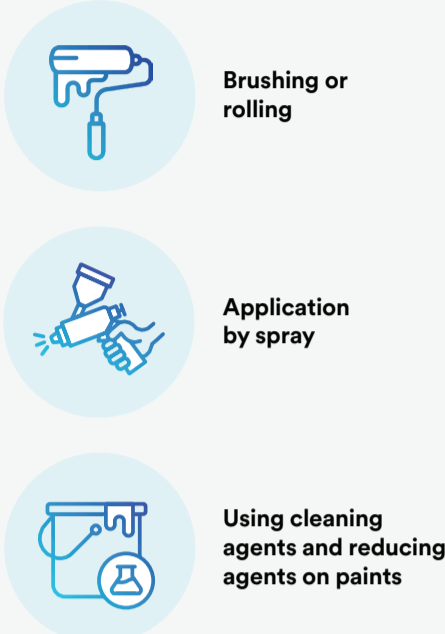 Brushing or
rolling
Application
by spray
Using cleaning
agents and reducing
agents on paints